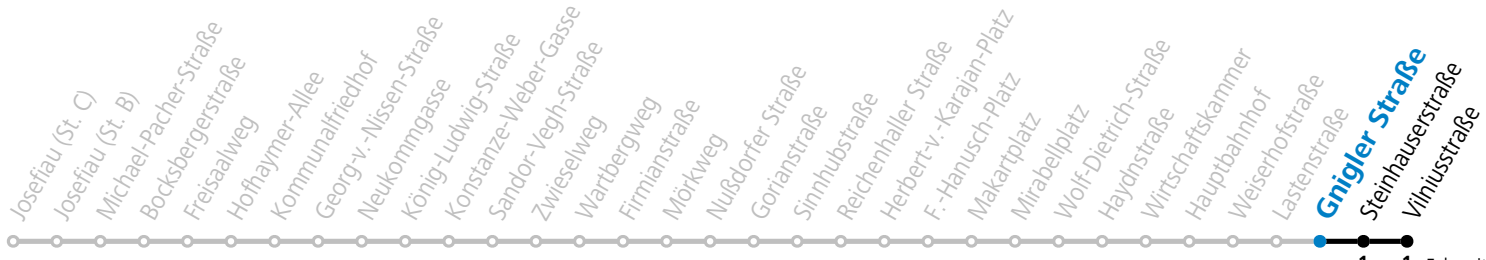 Josefiau (St. C)
Josefiau (St. B)
Michael-Pacher-Straße
Bocksbergerstraße
Freisaalweg
Hofhaymer-Allee
Kommunalfriedhof
Georg-v.-Nissen-Straße
Neukommgasse
König-Ludwig-Straße
Konstanze-Weber-Gasse
Sandor-Vegh-Straße
Zwieselweg
Wartbergweg
Firmianstraße
Mörkweg
Nußdorfer Straße
Gorianstraße
Sinnhubstraße
Reichenhaller Straße
Herbert-v.-Karajan-Platz
F.-Hanusch-Platz
Makartplatz
Mirabellplatz
Wolf-Dietrich-Straße
Haydnstraße
Wirtschaftskammer
Hauptbahnhof
Weiserhofstraße
Lastenstraße
Gnigler Straße
Steinhauserstraße
Vilniusstraße